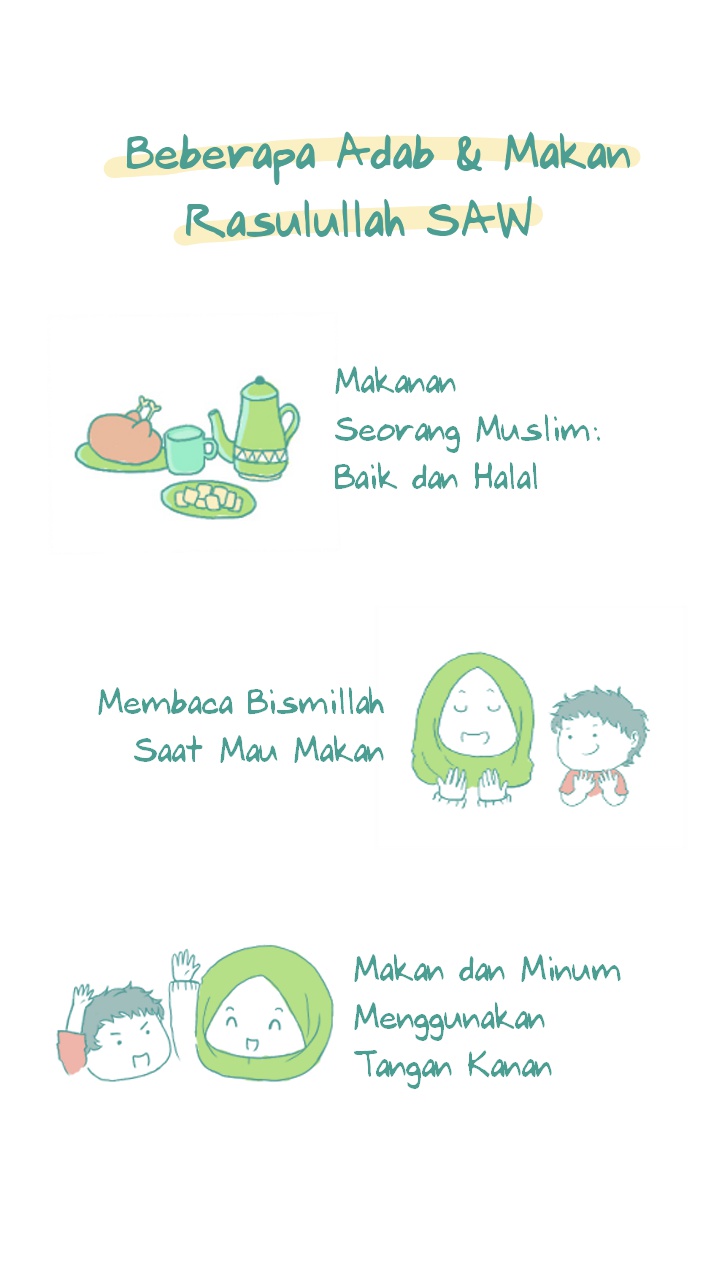 Beberapa Adab & Makan
Rasulullah SAW
Makanan
Seorang Muslim:
Baik dan Halal
Membaca Bismillah
Saat Mau Makan
Makan dan Minum
Menggunakan
Tangan Kanan